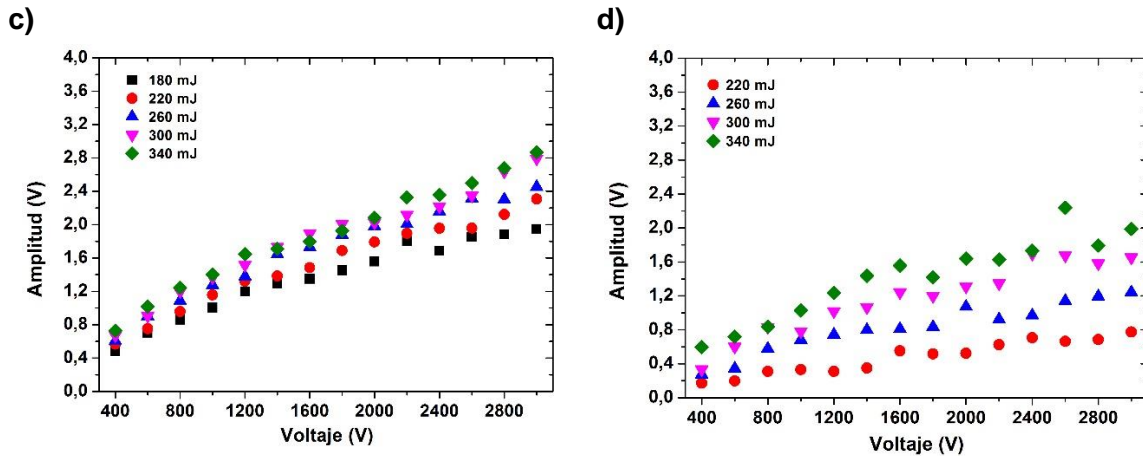 c)
4,0
3,6
3,2
2,8
2,4
2,0
1,6
1,2
0,8
0,4
0,0
Amplitud (V)
180 mJ
220 mJ
260 mJ
300 mJ
340 mJ
400 800 1200 1600 2000 2400 2800
Voltaje (V)
d)
4,0
3,6
3,2
2,8
2,4
2,0
1,6
1,2
0,8
0,4
0,0
Amplitud (V)
220 mJ
260 mJ
300 mJ
340 mJ
400 800 1200 1600 2000 2400 2800
Voltaje (V)